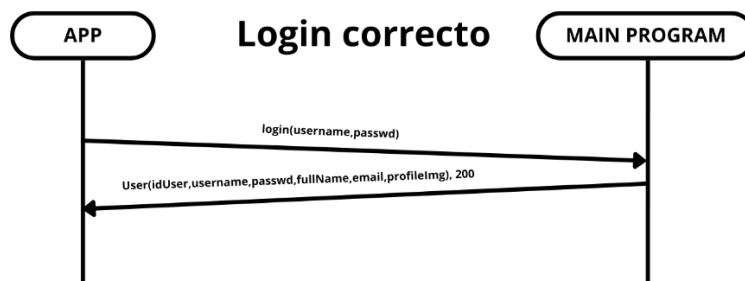 APP
Login correcto
MAIN PROGRAM
login(username,passwd)
User(idUser,username,passwd,fullName,email,profileImg), 200